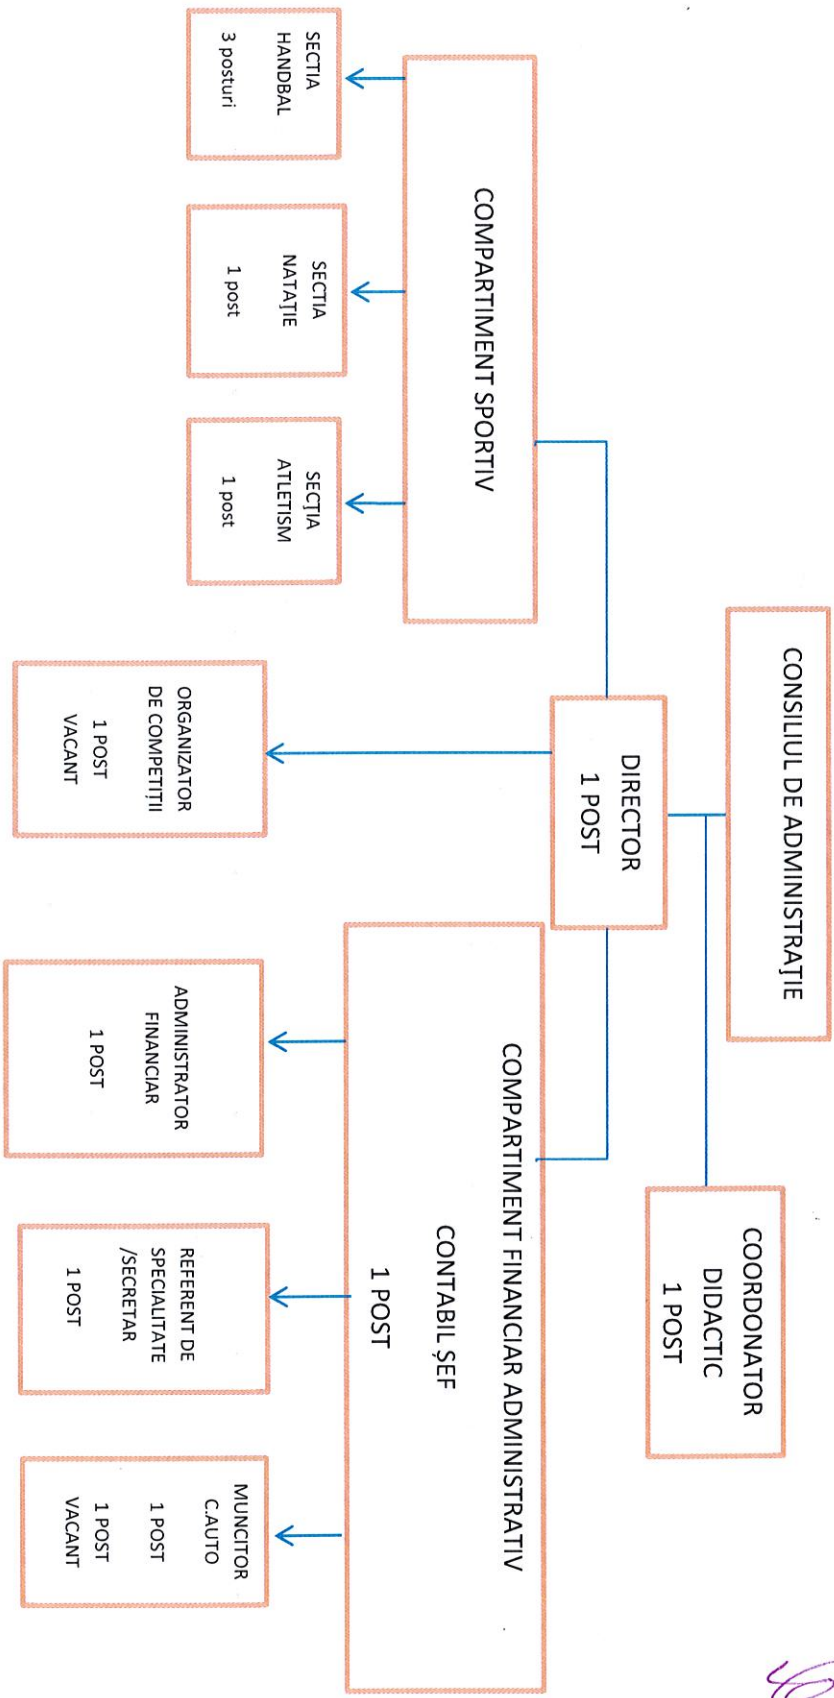 CONSILIUL DE ADMINISTRAȚIE
COORDONATOR
DIDACTIC
1 POST
DIRECTOR
1 POST
COMPARTIMENT SPORTIV
COMPARTIMENT FINANCIAR ADMINISTRATIV
CONTABIL ȘEF
1 POST
SECTIA
HANDBAL
3 posturi
SECTIA
NATAȚIE
1 post
SECȚIA
ATLETISM
1 post
ORGANIZATOR
DE COMPETIȚII
1 POST
VACANT
ADMINISTRATOR
FINANCIAR
1 POST
REFERENT DE
SPECIALITATE
/SECRETAR
1 POST
MUNCITOR
C.AUTO
1 POST
1 POST
VACANT